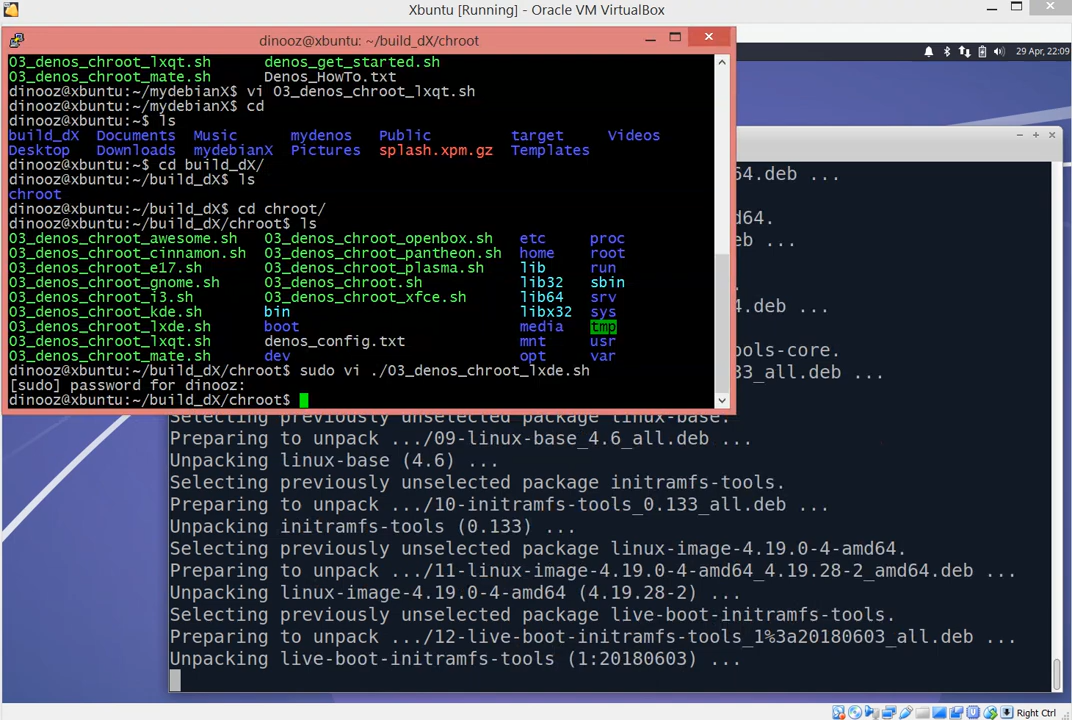 Xbuntu [Running] - Oracle VM VirtualBox
dinooz@xbuntu: ~/build_dX/chroot
29 Apr, 22:09
03_denos_chroot_lxqt.sh denos_get_started.sh
03_denos_chroot_mate.sh Denos_HowTo.txt
dinooz@xbuntu:~/mydebianX$ vi 03_denos_chroot_lxqt.sh
dinooz@xbuntu:~/mydebianX$ cd
dinooz@xbuntu:~$ ls
build_dX Documents Music mydenos Public target Videos
Desktop Downloads mydebianX Pictures splash.xpm.gz Templates
dinooz@xbuntu:~$ cd build_dX/
dinooz@xbuntu:~/build_dX$ ls
chroot
dinooz@xbuntu:~/build_dX$ cd chroot/
dinooz@xbuntu:~/build_dX/chroot$ ls
03_denos_chroot_awesome.sh 03_denos_chroot_openbox.sh etc proc
03_denos_chroot_cinnamon.sh 03_denos_chroot_pantheon.sh home root
03_denos_chroot_e17.sh 03_denos_chroot_plasma.sh lib run
03_denos_chroot_gnome.sh 03_denos_chroot.sh lib32 sbin
03_denos_chroot_i3.sh 03_denos_chroot_xfce.sh lib64 srv
03_denos_chroot_kde.sh bin libx32 sys
03_denos_chroot_lxde.sh boot media tmp
03_denos_chroot_lxqt.sh denos_config.txt mnt usr
03_denos_chroot_mate.sh dev opt var
dinooz@xbuntu:~/build_dX/chroot$ sudo vi ./03_denos_chroot_lxde.sh
[sudo] password for dinooz:
dinooz@xbuntu:~/build_dX/chroot$
64.deb ...
d64.
eb ...
.deb ...
ools-core.
33_all.deb ...
Selecting previously unselected package linux-base.
Preparing to unpack .../09-linux-base_4.6_all.deb ...
Unpacking linux-base (4.6) ...
Selecting previously unselected package initramfs-tools.
Preparing to unpack .../10-initramfs-tools_0.133_all.deb ...
Unpacking initramfs-tools (0.133) ...
Selecting previously unselected package linux-image-4.19.0-4-amd64.
Preparing to unpack .../11-linux-image-4.19.0-4-amd64_4.19.28-2_amd64.deb ...
Unpacking linux-image-4.19.0-4-amd64 (4.19.28-2) ...
Selecting previously unselected package live-boot-initramfs-tools.
Preparing to unpack .../12-live-boot-initramfs-tools_1%3a20180603_all.deb ...
Unpacking live-boot-initramfs-tools (1:20180603) ...
Right Ctrl